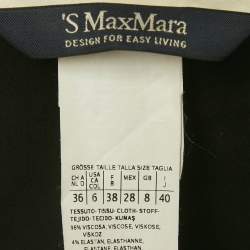 'S MaxMara
DESIGN FOR EASY LIVING
GRÖSSE TAILLE TALLA SIZE TAGLIA
CH A NL D USA CA CO F B MEX GB I J
36 6 38 28 8 40
TESSUTO-TISSU-CLOTH-STOFF-
TEJIDO-TECIDO-KUMAŞ
96% VISCOSA, VISCOSE, VISKOSE,
VISKOZ
4% ELASTAN, ELASTHANNE,